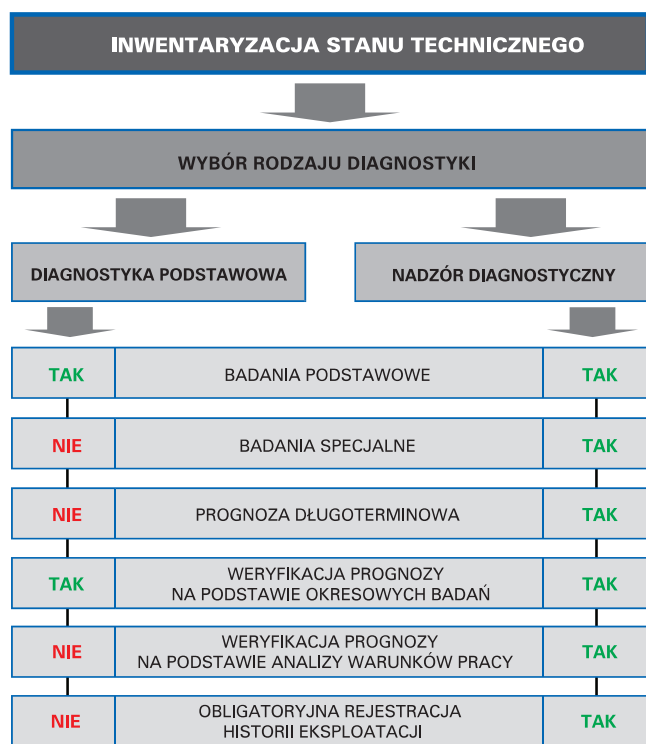 INWENTARYZACJA STANU TECHNICZNEGO
WYBÓR RODZAJU DIAGNOSTYKI
DIAGNOSTYKA PODSTAWOWA
NADZÓR DIAGNOSTYCZNY
TAK
BADANIA PODSTAWOWE
TAK
NIE
BADANIA SPECJALNE
TAK
NIE
PROGNOZA DŁUGOTERMINOWA
TAK
TAK
WERYFIKACJA PROGNOZY
NA PODSTAWIE OKRESOWYCH BADAŃ
TAK
NIE
WERYFIKACJA PROGNOZY
NA PODSTAWIE ANALIZY WARUNKÓW PRACY
TAK
NIE
OBLIGATORYJNA REJESTRACJA
HISTORII EKSPLOATACJI
TAK